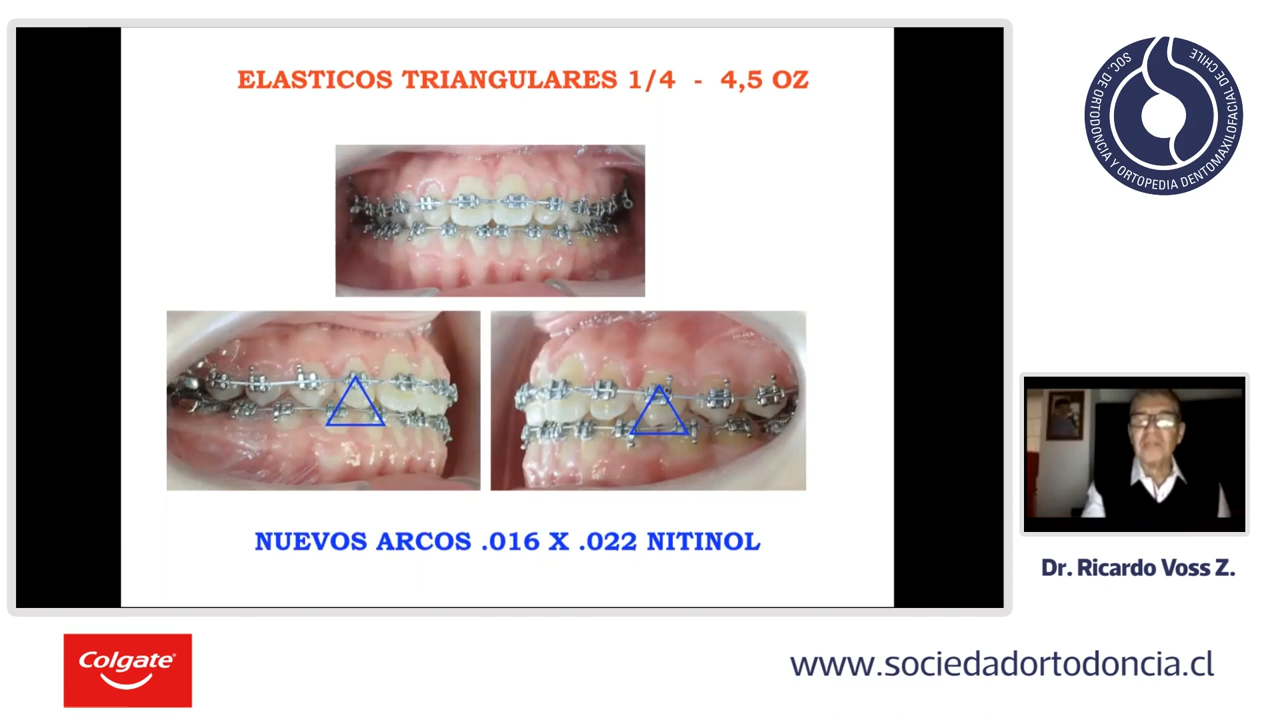 ELASTICOS TRIANGULARES 1/4 - 4,5 OZ
NUEVOS ARCOS .016 X .022 NITINOL
SOC. DE ORTODONCIA Y ORTOPEDIA DENTOMAXILOFACIAL DE CHILE
Dr. Ricardo Voss Z.
Colgate®
www.sociedadortodoncia.cl